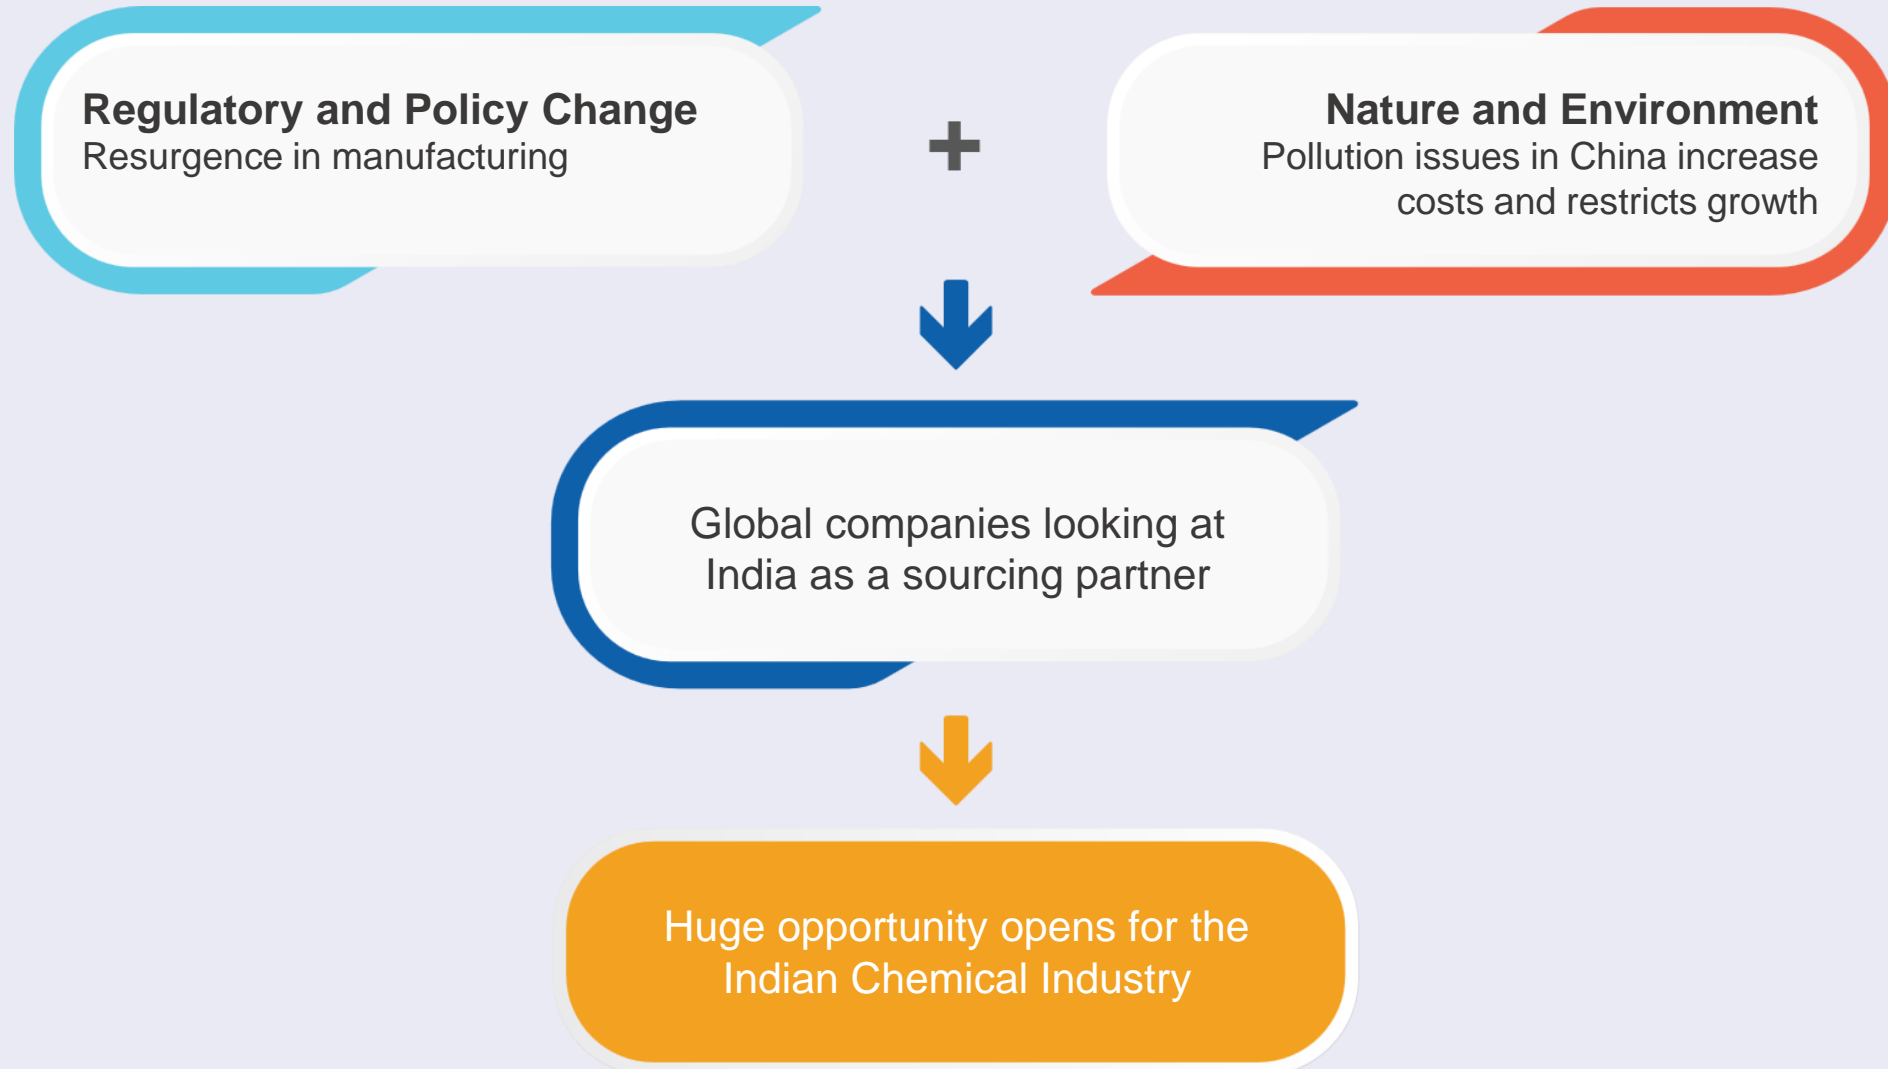 Regulatory and Policy Change
Resurgence in manufacturing
+
Nature and Environment
Pollution issues in China increase
costs and restricts growth
Global companies looking at
India as a sourcing partner
Huge opportunity opens for the
Indian Chemical Industry